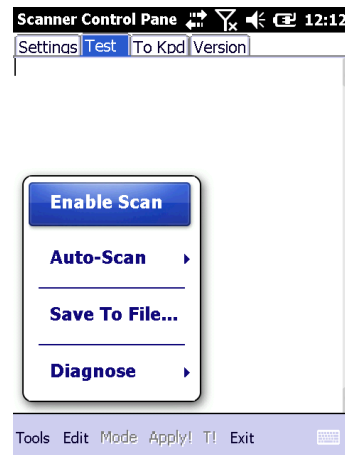 Scanner Control Pane 12:12
Settings Test To Kpd Version
Enable Scan
Auto-Scan
Save To File...
Diagnose
Tools Edit Mode Apply! T! Exit